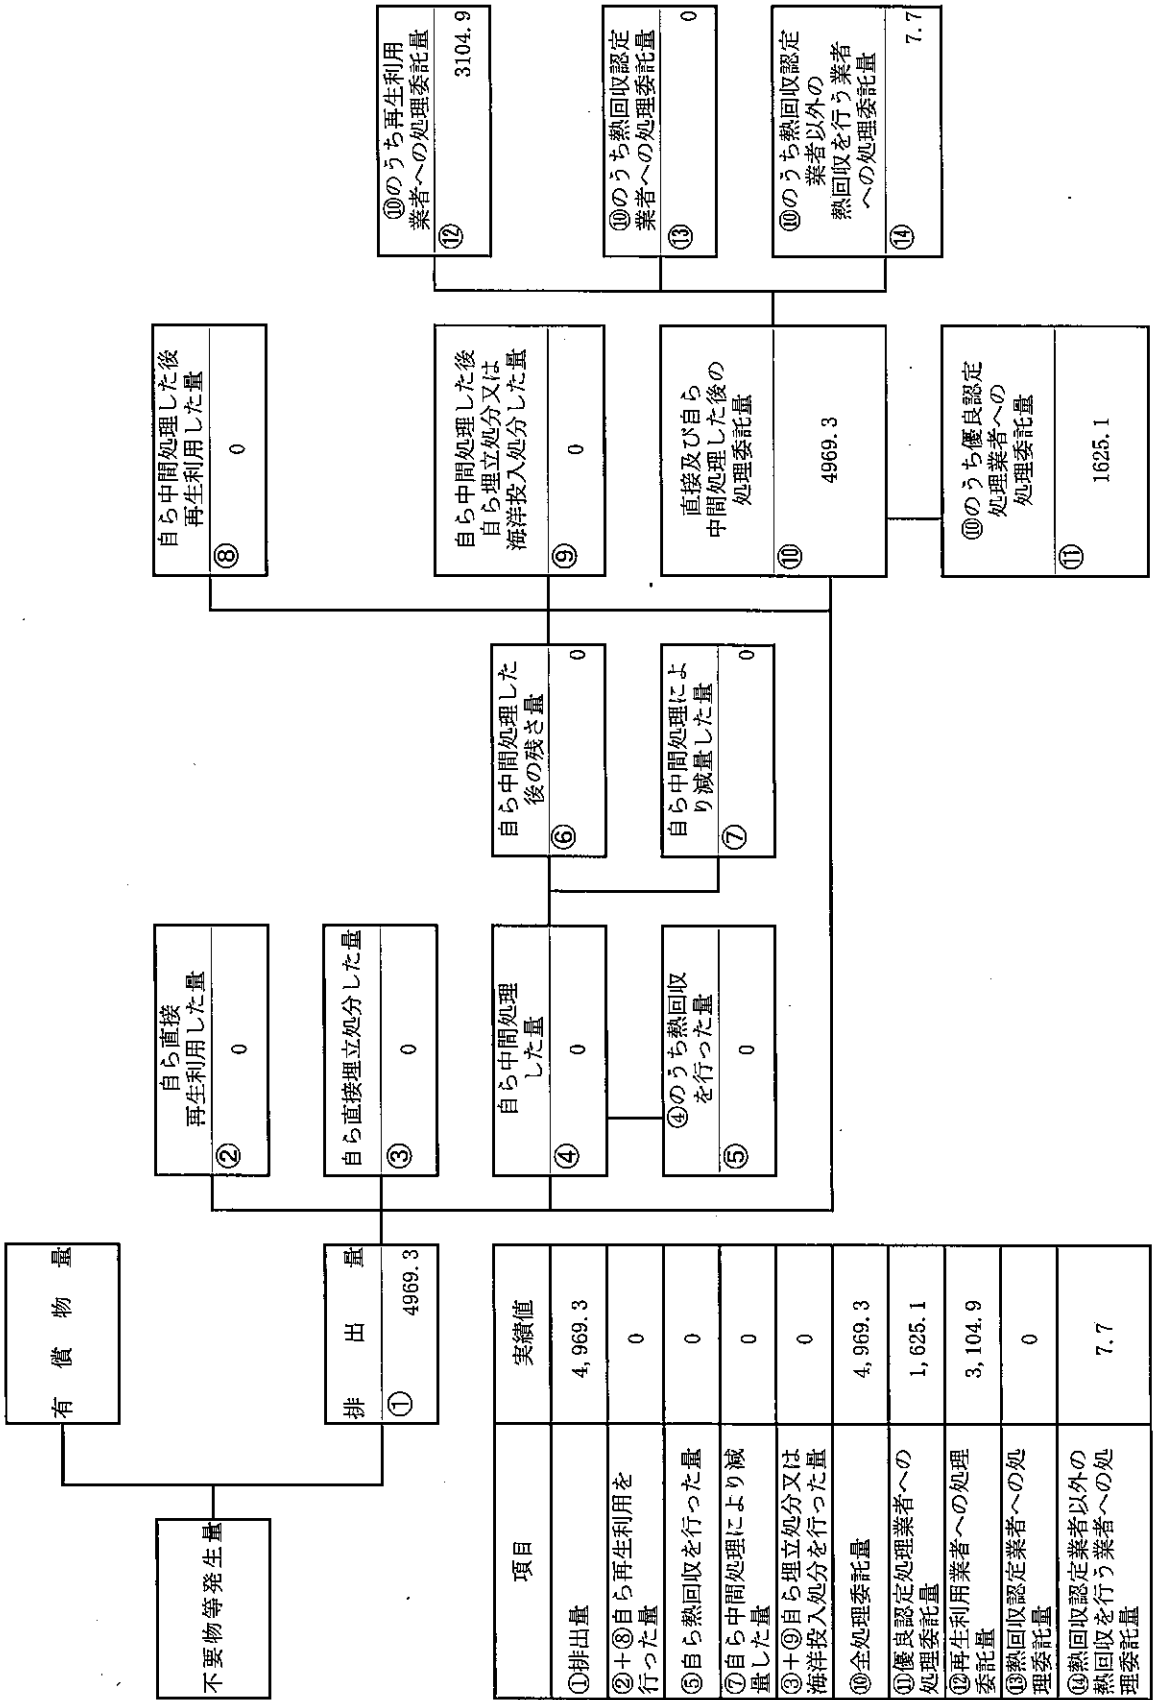 不要物等発生量
有償物量
排出量
① 4969.3
自ら直接
再生利用した量
② 0
自ら直接埋立処分した量
③ 0
自ら中間処理
した量
④ 0
④のうち熱回収
を行った量
⑤ 0
自ら中間処理した
後の残さ量
⑥ 0
自ら中間処理によ
り減量した量
⑦ 0
自ら中間処理した後
再生利用した量
⑧ 0
自ら中間処理した後
自ら埋立処分又は
海洋投入処分した量
⑨ 0
直接及び自ら
中間処理した後の
処理委託量
⑩ 4969.3
⑩のうち優良認定
処理業者への
処理委託量
⑪ 1625.1
⑩のうち再生利用
業者への処理委託量
⑫ 3104.9
⑩のうち熱回収認定
業者への処理委託量
⑬ 0
⑩のうち熱回収認定
業者以外の
熱回収を行う業者
への処理委託量
⑭ 7.7
項目 実績値
①排出量 4,969.3
②+⑧自ら再生利用を
行った量 0
⑤自ら熱回収を行った量 0
⑦自ら中間処理により減
量した量 0
③+⑨自ら埋立処分又は
海洋投入処分を行った量 0
⑩全処理委託量 4,969.3
⑪優良認定処理業者への
処理委託量 1,625.1
⑫再生利用業者への処理
委託量 3,104.9
⑬熱回収認定業者への処
理委託量 0
⑭熱回収認定業者以外の
熱回収を行う業者への処
理委託量 7.7